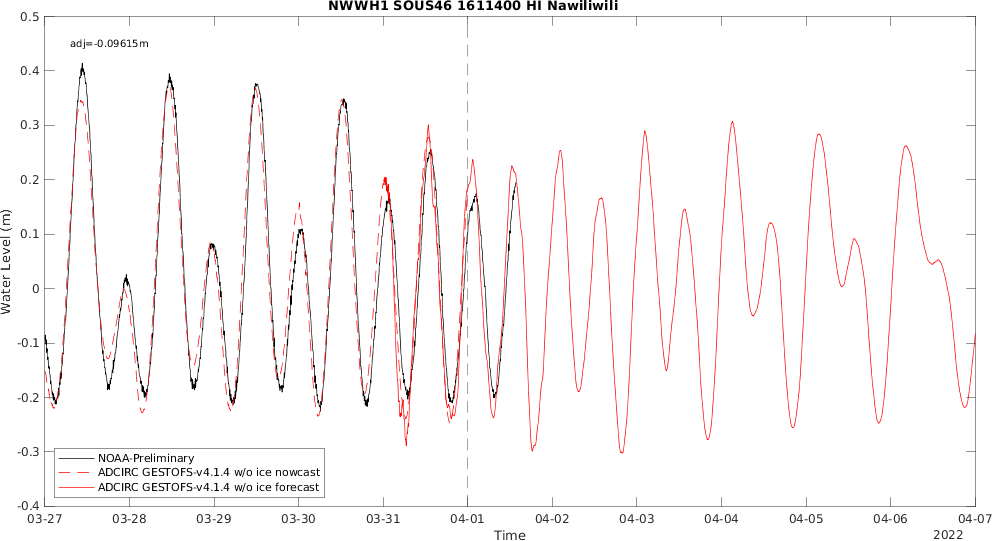 NWWH1 SOUS46 1611400 HI Nawiliwili
adj=-0.09615m
0.5
0.4
0.3
0.2
0.1
0
-0.1
-0.2
-0.3
-0.4
Water Level (m)
NOAA-Preliminary
ADCIRC GESTOFS-v4.1.4 w/o ice nowcast
ADCIRC GESTOFS-v4.1.4 w/o ice forecast
03-27 03-28 03-29 03-30 03-31 04-01 04-02 04-03 04-04 04-05 04-06 04-07
Time
2022